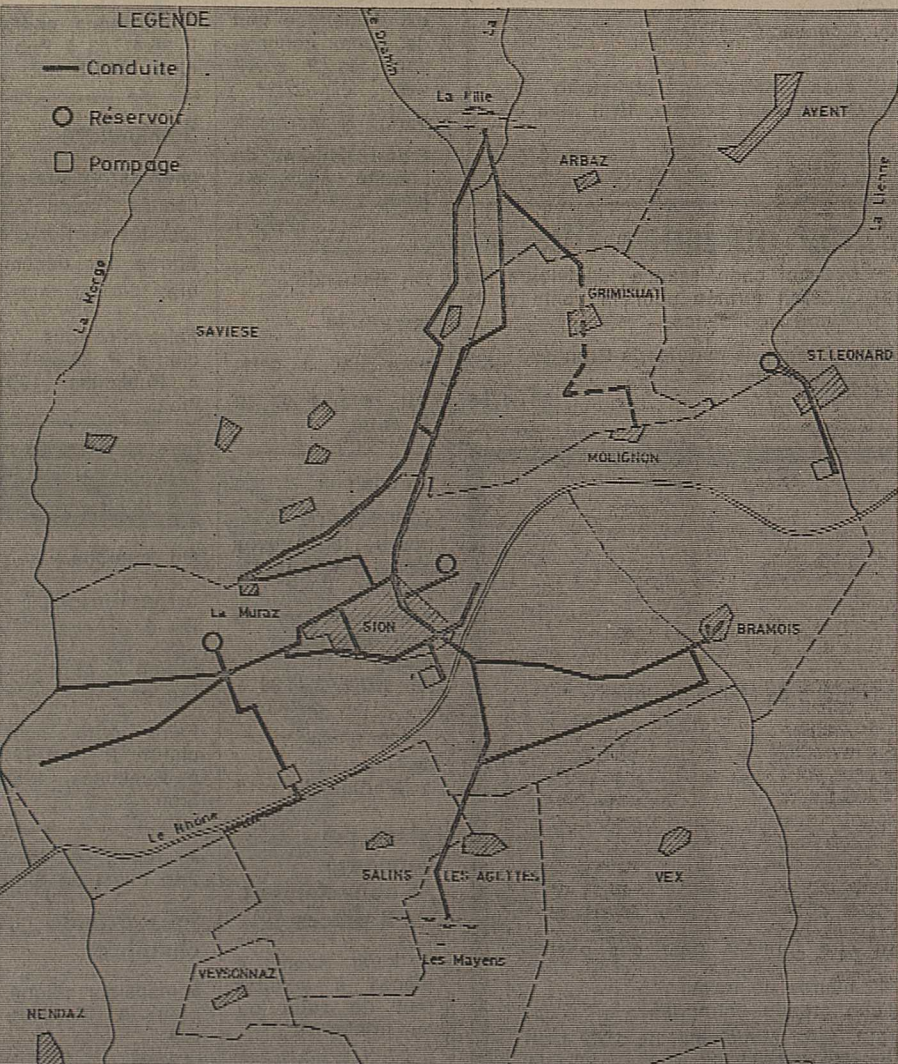 LEGENDE
Conduite
Réservoir
Pompage
La
La Fille
AYENT
ARBAZ
La Lienne
La Morge
GRIMISUAT
SAVIESE
ST. LEONARD
MOLIGNON
La Muraz
SION
BRAMOIS
Le Rhône
SALINS
LES AGETTES
VEX
Les Mayens
VEYSONNAZ
NENDAZ